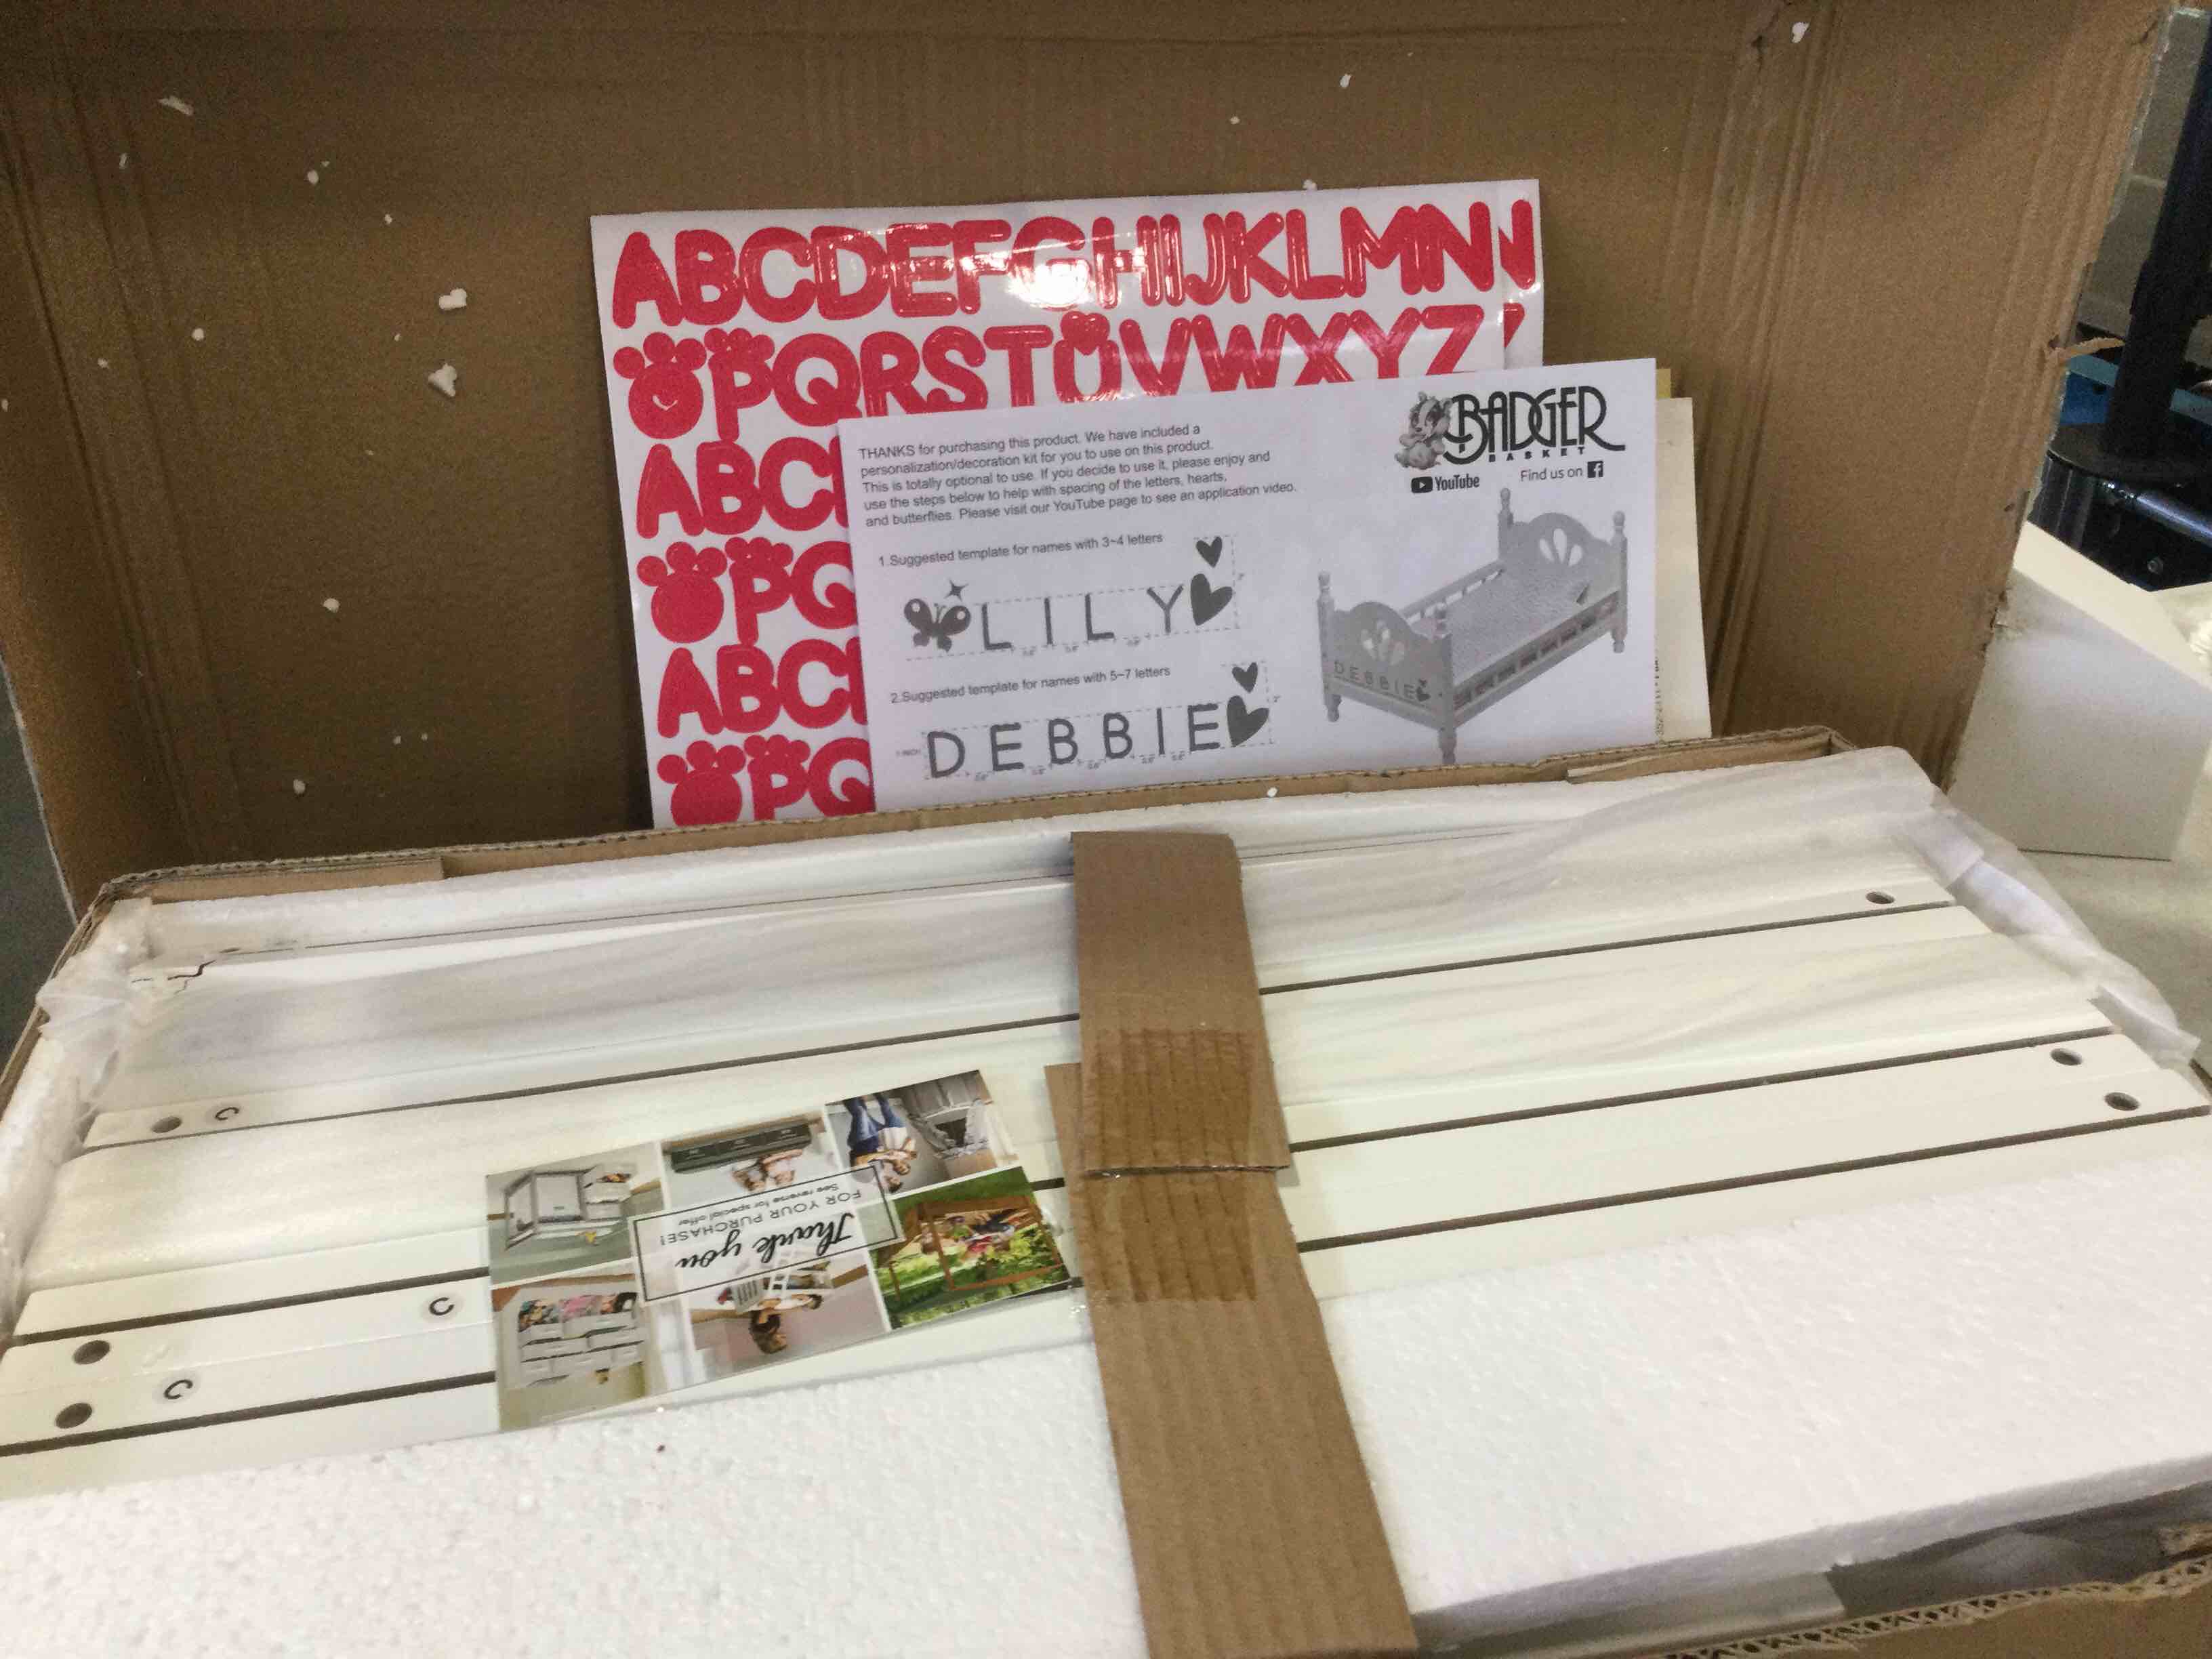 ABCDEFGHIJKLMN
OPQRSTUVWXYZ
ABC
OPQ
ABC
OPQ
THANKS for purchasing this product. We have included a
personalization/decoration kit for you to use on this product.
This is totally optional to use. If you decide to use it, please enjoy and
use the steps below to help with spacing of the letters, hearts,
and butterflies. Please visit our YouTube page to see an application video.
BADGER
BASKET
YouTube
Find us on f
1.Suggested template for names with 3~4 letters
LILY
2.Suggested template for names with 5~7 letters
DEBBIE
DEBBIE
C
C
C
Thank you
FOR YOUR PURCHASE!
See reverse for special offer